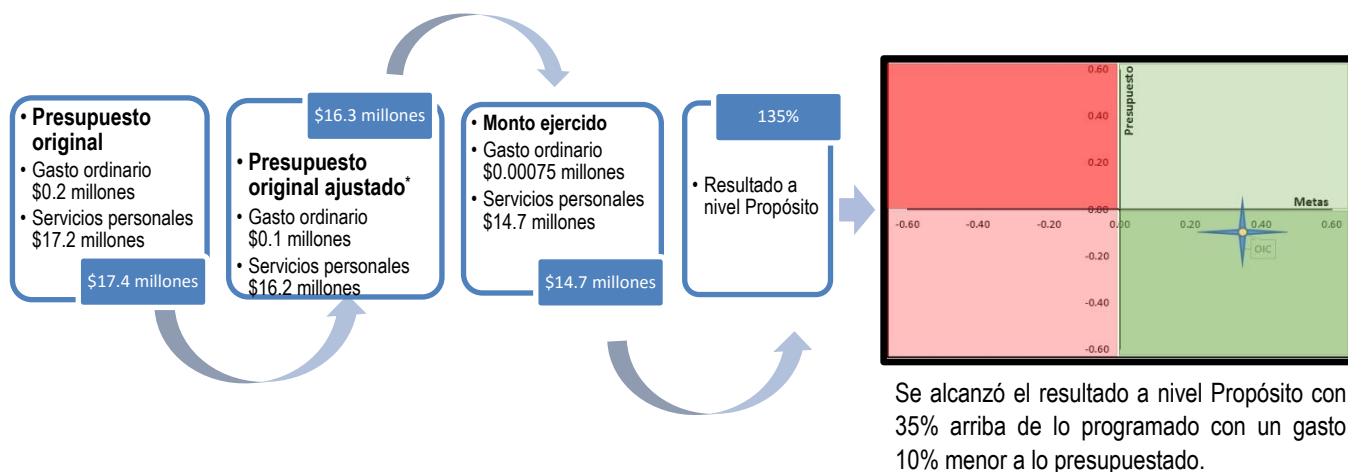 • Presupuesto
original
• Gasto ordinario
$0.2 millones
• Servicios personales
$17.2 millones
$17.4 millones
$16.3 millones
• Presupuesto
original ajustado*
• Gasto ordinario
$0.1 millones
• Servicios personales
$16.2 millones
• Monto ejercido
• Gasto ordinario
$0.00075 millones
• Servicios personales
$14.7 millones
$14.7 millones
135%
• Resultado a
nivel Propósito
Presupuesto
0.60
0.40
0.20
0.00
-0.20
-0.40
-0.60
Metas
-0.60 -0.40 -0.20 0.00 0.20 0.40 0.60
OIC
Se alcanzó el resultado a nivel Propósito con
35% arriba de lo programado con un gasto
10% menor a lo presupuestado.